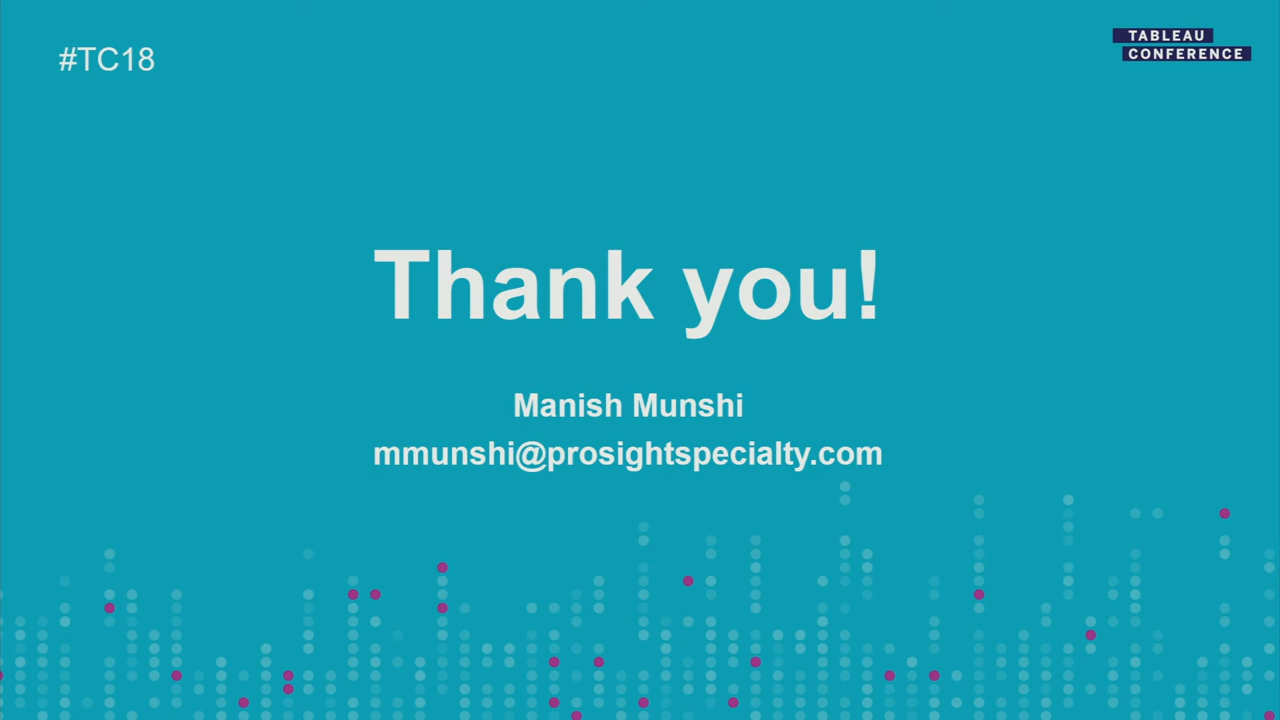 #TC18
TABLEAU
CONFERENCE
Thank you!
Manish Munshi
mmunshi@prosightspecialty.com